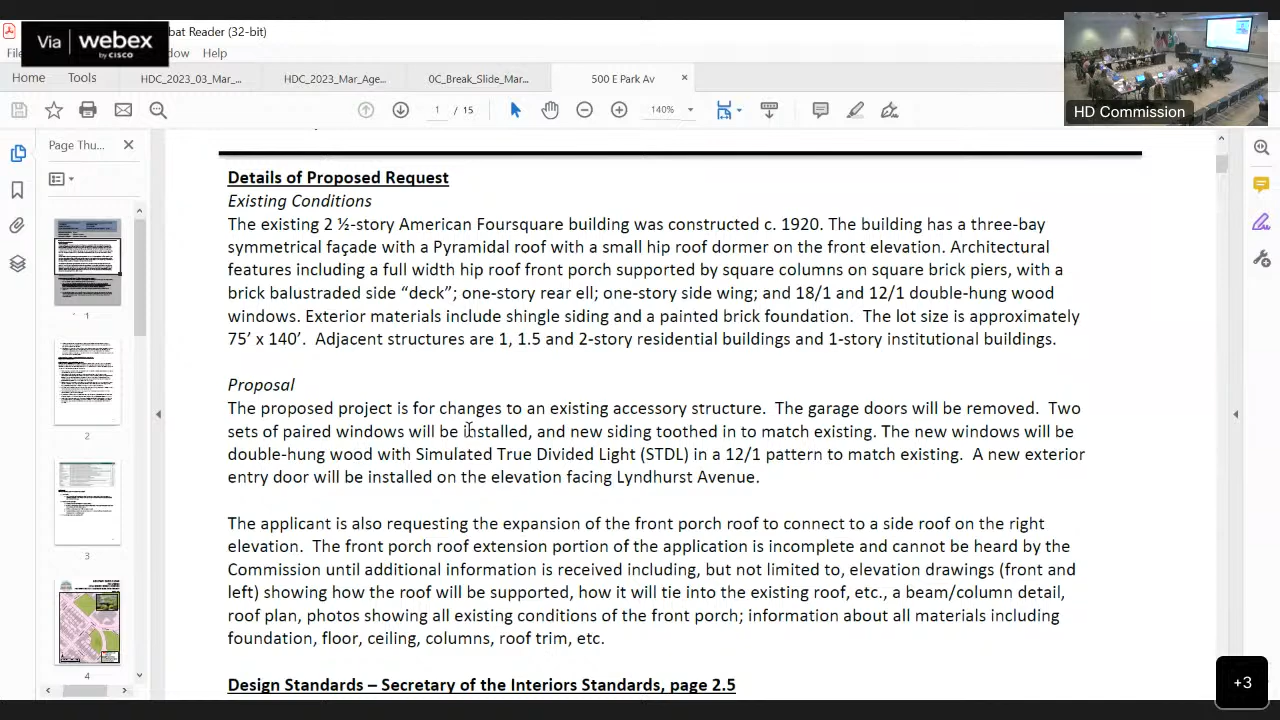 Via webex
by CISCO
bat Reader (32-bit)
dow Help
Home Tools HDC_2023_03_Mar_... HDC_2023_Mar_Age... 0C_Break_Slide_Mar... 500 E Park Av
1 / 15 140%
HD Commission
Page Thu...
Details of Proposed Request
Existing Conditions
The existing 2 ½-story American Foursquare building was constructed c. 1920. The building has a three-bay
symmetrical façade with a Pyramidal roof with a small hip roof dormer on the front elevation. Architectural
features including a full width hip roof front porch supported by square columns on square brick piers, with a
brick balustraded side “deck”; one-story rear ell; one-story side wing; and 18/1 and 12/1 double-hung wood
windows. Exterior materials include shingle siding and a painted brick foundation. The lot size is approximately
75’ x 140’. Adjacent structures are 1, 1.5 and 2-story residential buildings and 1-story institutional buildings.
Proposal
The proposed project is for changes to an existing accessory structure. The garage doors will be removed. Two
sets of paired windows will be installed, and new siding toothed in to match existing. The new windows will be
double-hung wood with Simulated True Divided Light (STDL) in a 12/1 pattern to match existing. A new exterior
entry door will be installed on the elevation facing Lyndhurst Avenue.
The applicant is also requesting the expansion of the front porch roof to connect to a side roof on the right
elevation. The front porch roof extension portion of the application is incomplete and cannot be heard by the
Commission until additional information is received including, but not limited to, elevation drawings (front and
left) showing how the roof will be supported, how it will tie into the existing roof, etc., a beam/column detail,
roof plan, photos showing all existing conditions of the front porch; information about all materials including
foundation, floor, ceiling, columns, roof trim, etc.
Design Standards – Secretary of the Interiors Standards, page 2.5
1
2
3
4
+3